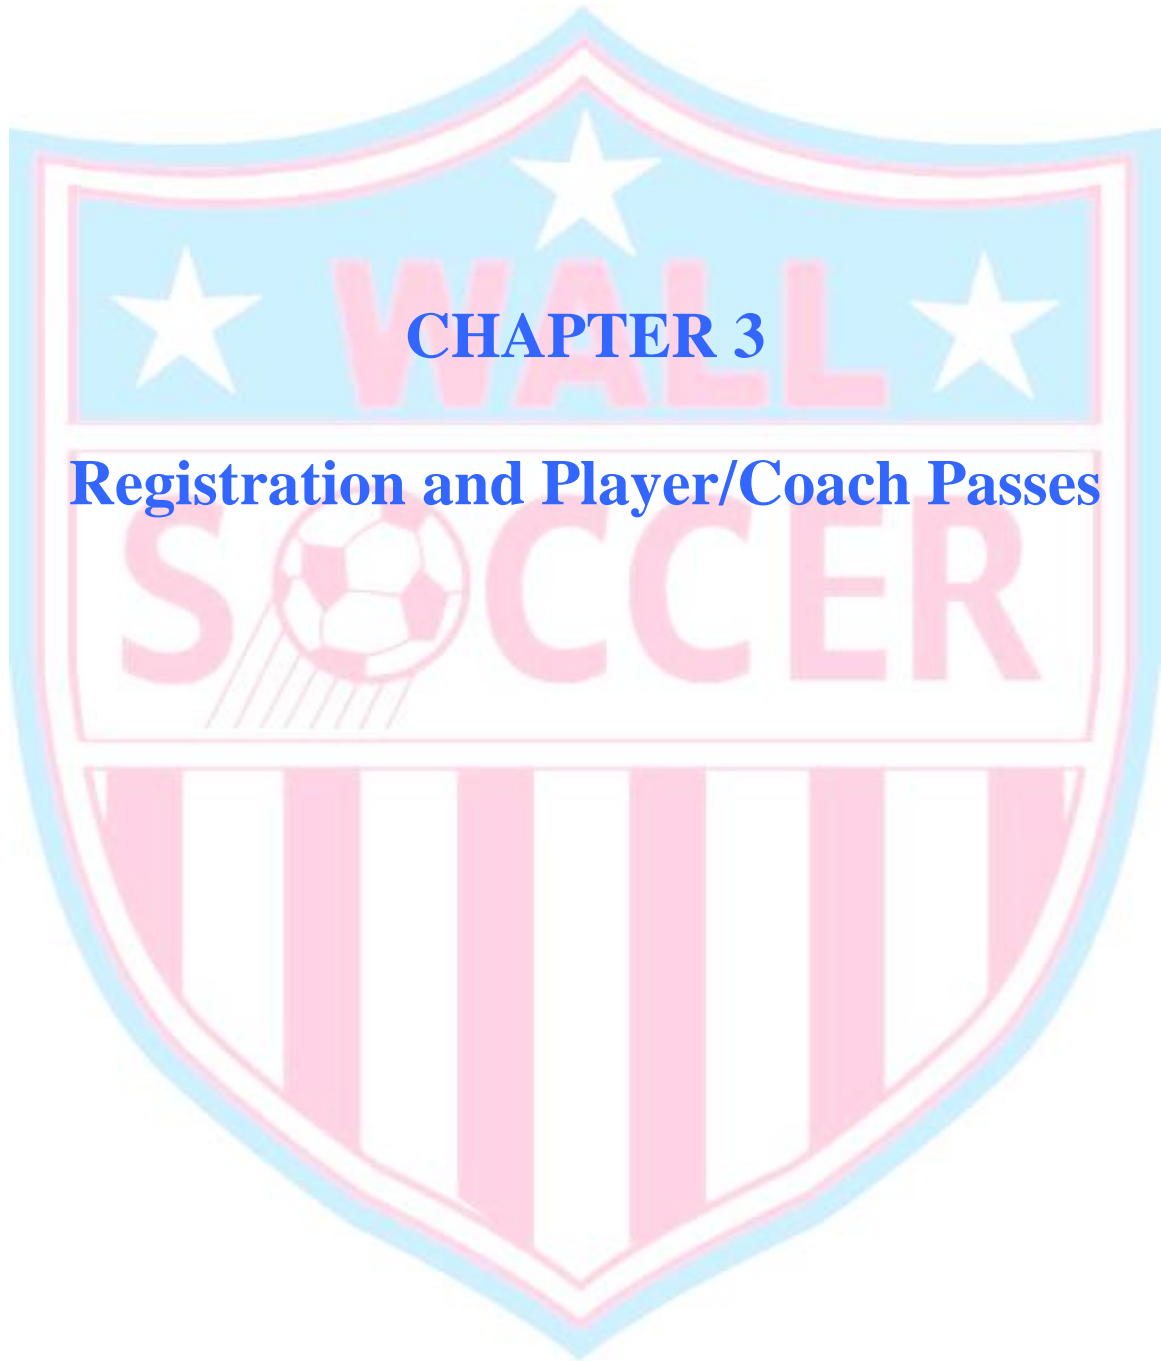 WALL
CHAPTER 3
Registration and Player/Coach Passes
SOCCER